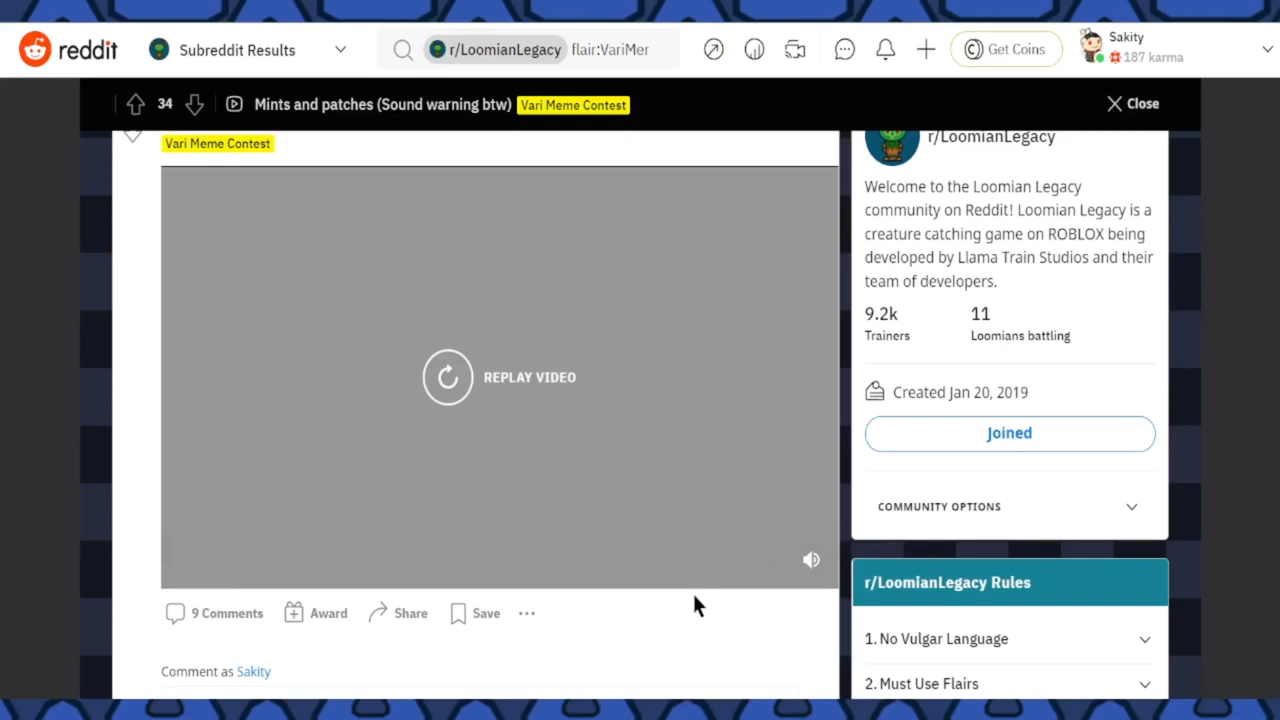 reddit
Subreddit Results
r/LoomianLegacy
flair:VariMer
Get Coins
Sakity
187 karma
34
Mints and patches (Sound warning btw)
Vari Meme Contest
Close
Vari Meme Contest
REPLAY VIDEO
9 Comments
Award
Share
Save
Comment as Sakity
r/LoomianLegacy
Welcome to the Loomian Legacy
community on Reddit! Loomian Legacy is a
creature catching game on ROBLOX being
developed by Llama Train Studios and their
team of developers.
9.2k
11
Trainers
Loomians battling
Created Jan 20, 2019
Joined
COMMUNITY OPTIONS
r/LoomianLegacy Rules
1. No Vulgar Language
2. Must Use Flairs